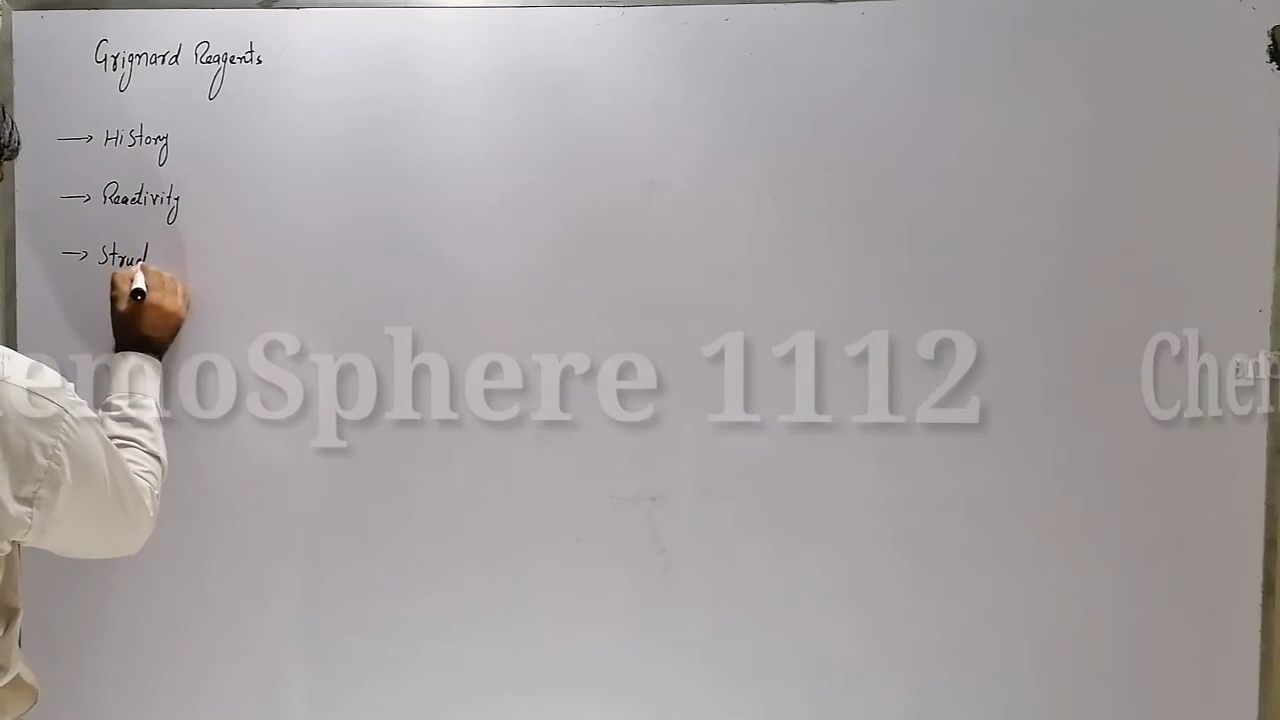 Grignard Reagents
→ History
→ Reactivity
→ Struc
emoSphere 1112 Che